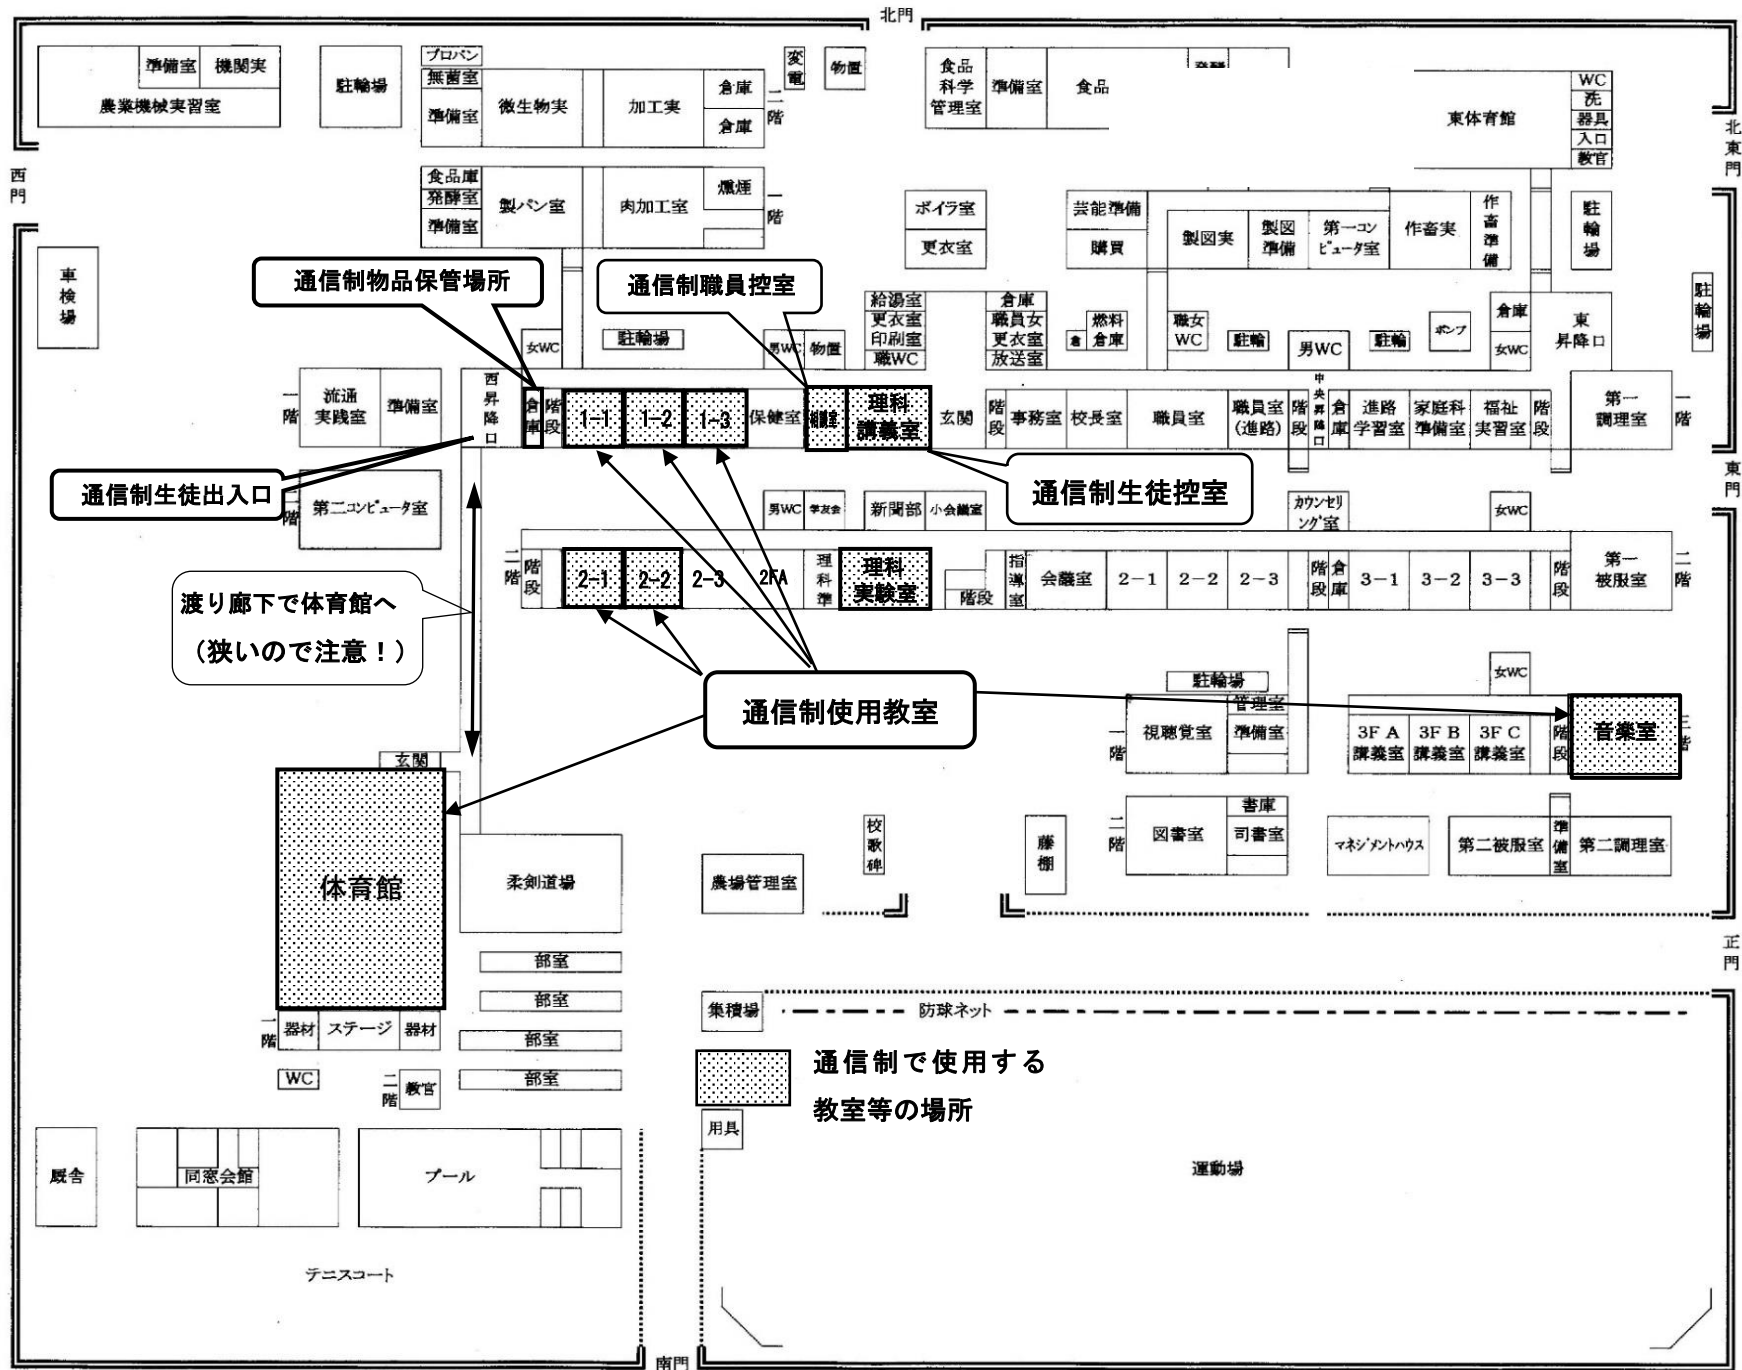 北門
準備室 機関実
農業機械実習室
駐輪場
プロパン
無菌室
準備室
微生物実
加工実
倉庫
倉庫
二階
変電
物置
食品科学管理室
準備室
食品
東体育館
WC
洗
器具
入口
教官
北東門
西門
食品庫
発酵室
準備室
製パン室
肉加工室
燻煙
一階
ボイラ室
更衣室
芸能準備
購買
製図実
製図準備
第一コンピュータ室
作畜実
作畜準備
駐輪場
車検場
通信制物品保管場所
通信制職員控室
女WC
駐輪場
男WC
物置
給湯室
更衣室
印刷室
職WC
倉庫
職員女
更衣室
放送室
倉
燃料倉庫
職女WC
駐輪
男WC
駐輪
ポンプ
倉庫
女WC
東昇降口
駐輪場
一階
流通実践室
準備室
西昇降口
倉庫
階段
1-1
1-2
1-3
保健室
相談室
理科講義室
玄関
階段
事務室
校長室
職員室
職員室(進路)
階段
中央昇降口
倉庫
進路学習室
家庭科準備室
福祉実習室
階段
第一調理室
一階
通信制生徒出入口
通信制生徒控室
東門
階
第二コンピュータ室
男WC
学友会
新聞部
小会議室
カウンセリング室
女WC
二階
階段
2-1
2-2
2-3
2FA
理科準
理科実験室
階段
指導室
会議室
2-1
2-2
2-3
階段
倉庫
3-1
3-2
3-3
階段
第一被服室
二階
渡り廊下で体育館へ
(狭いので注意!)
通信制使用教室
駐輪場
女WC
一階
視聴覚室
管理室
準備室
3F A 講義室
3F B 講義室
3F C 講義室
階段
音楽室
三階
玄関
体育館
柔剣道場
農場管理室
校歌碑
藤棚
二階
図書室
書庫
司書室
マネジメントハウス
第二被服室
準備室
第二調理室
正門
部室
部室
部室
部室
一階
器材
ステージ
器材
WC
二階
教官
集積場
防球ネット
通信制で使用する
教室等の場所
用具
運動場
厩舎
同窓会館
プール
テニスコート
南門